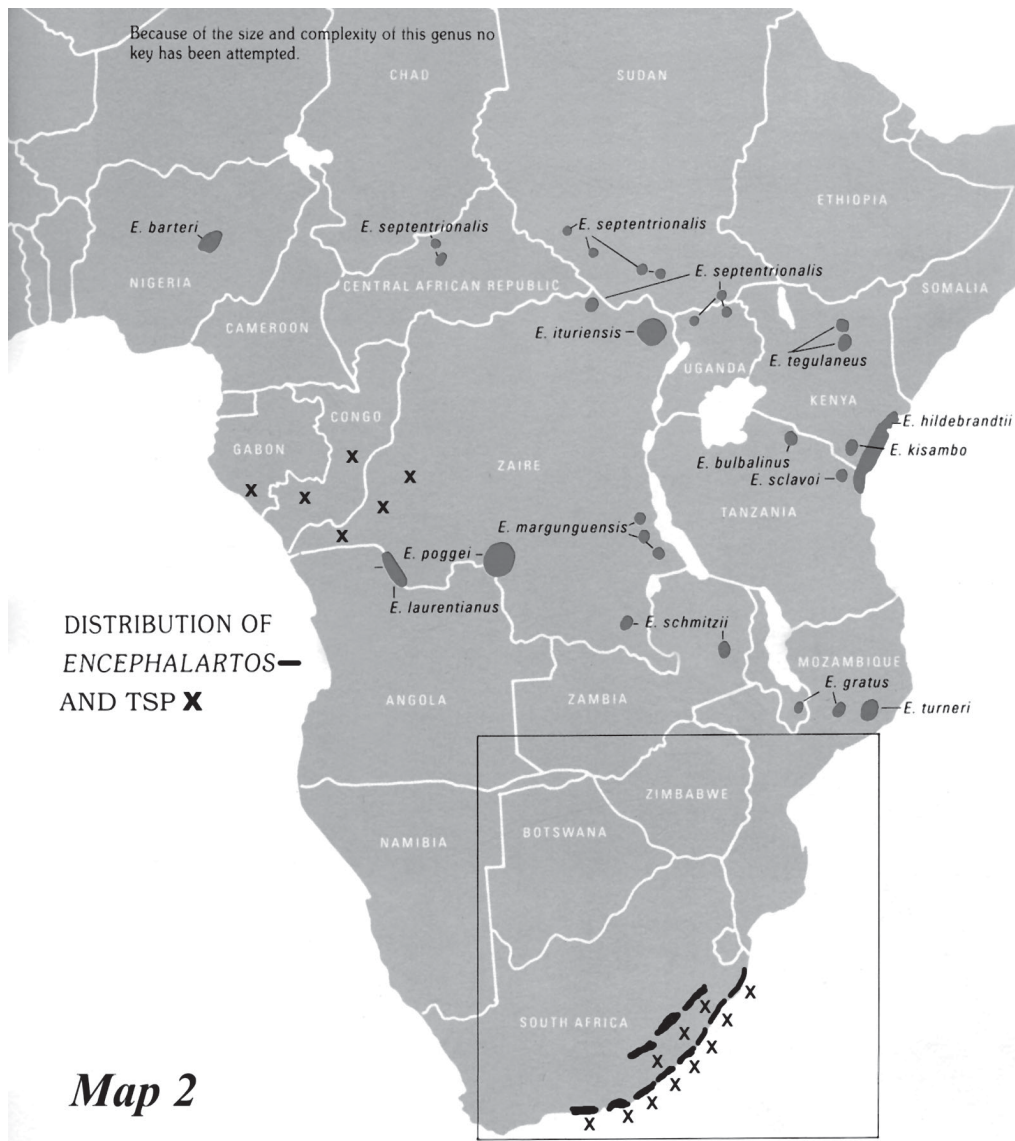 Because of the size and complexity of this genus no
key has been attempted.
CHAD
SUDAN
ETHIOPIA
E. barteri
E. septentrionalis
E. septentrionalis
E. septentrionalis
NIGERIA
CENTRAL AFRICAN REPUBLIC
SOMALIA
CAMEROON
E. ituriensis
UGANDA
E. tegulaneus
KENYA
CONGO
E. hildebrandtii
GABON
X
ZAIRE
E. kisambo
E. bulbalinus
E. sclavoi
X
X
X
X
X
TANZANIA
E. margunguensis
E. poggei
E. laurentianus
DISTRIBUTION OF
ENCEPHALARTOS—
AND TSP X
E. schmitzii
MOZAMBIQUE
E. gratus
ANGOLA
ZAMBIA
E. turneri
ZIMBABWE
BOTSWANA
NAMIBIA
SOUTH AFRICA
X
X
X
X
X
X
X
X
X
X
X
Map 2